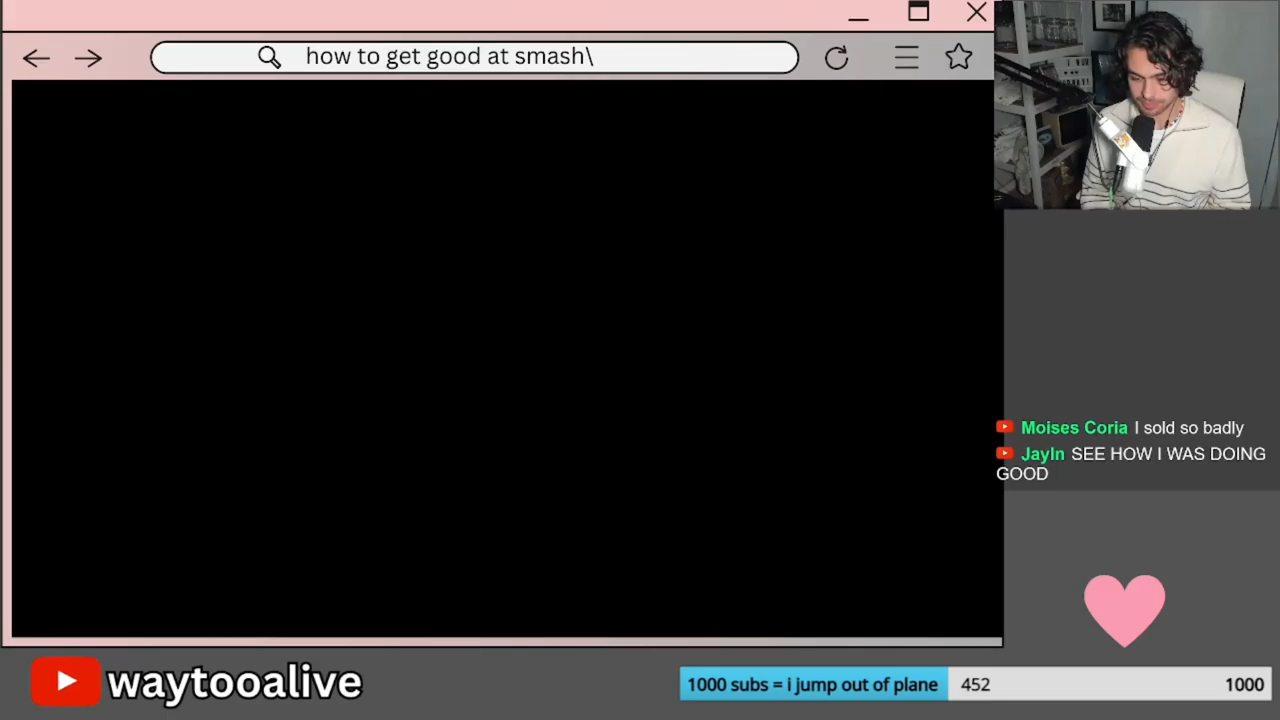 how to get good at smash\
Moises Coria I sold so badly
JayIn SEE HOW I WAS DOING
GOOD
waytooalive
1000 subs = i jump out of plane 452 1000